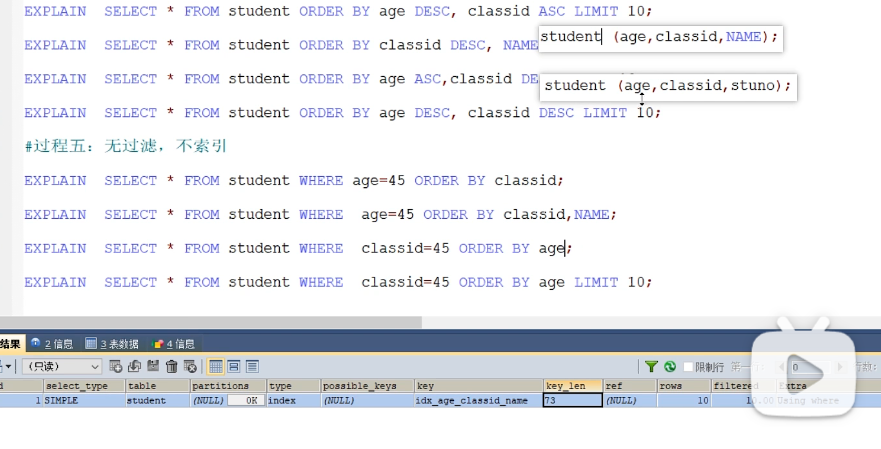 EXPLAIN  SELECT * FROM student ORDER BY age DESC, classid ASC LIMIT 10;
student (age,classid,NAME);
EXPLAIN  SELECT * FROM student ORDER BY classid DESC, NAME
EXPLAIN  SELECT * FROM student ORDER BY age ASC,classid DE
student (age,classid,stuno);
EXPLAIN  SELECT * FROM student ORDER BY age DESC, classid DESC LIMIT 10;
#过程五：无过滤，不索引
EXPLAIN  SELECT * FROM student WHERE age=45 ORDER BY classid;
EXPLAIN  SELECT * FROM student WHERE  age=45 ORDER BY classid,NAME;
EXPLAIN  SELECT * FROM student WHERE  classid=45 ORDER BY age;
EXPLAIN  SELECT * FROM student WHERE  classid=45 ORDER BY age LIMIT 10;
结果 2 信息 3 表数据 4 信息
(只读) 限制行 第一 0 行数:
d select_type table partitions type possible_keys key key_len ref rows filtered Extra
1 SIMPLE student (NULL) 0K index (NULL) idx_age_classid_name 73 (NULL) 10 10.00 Using where